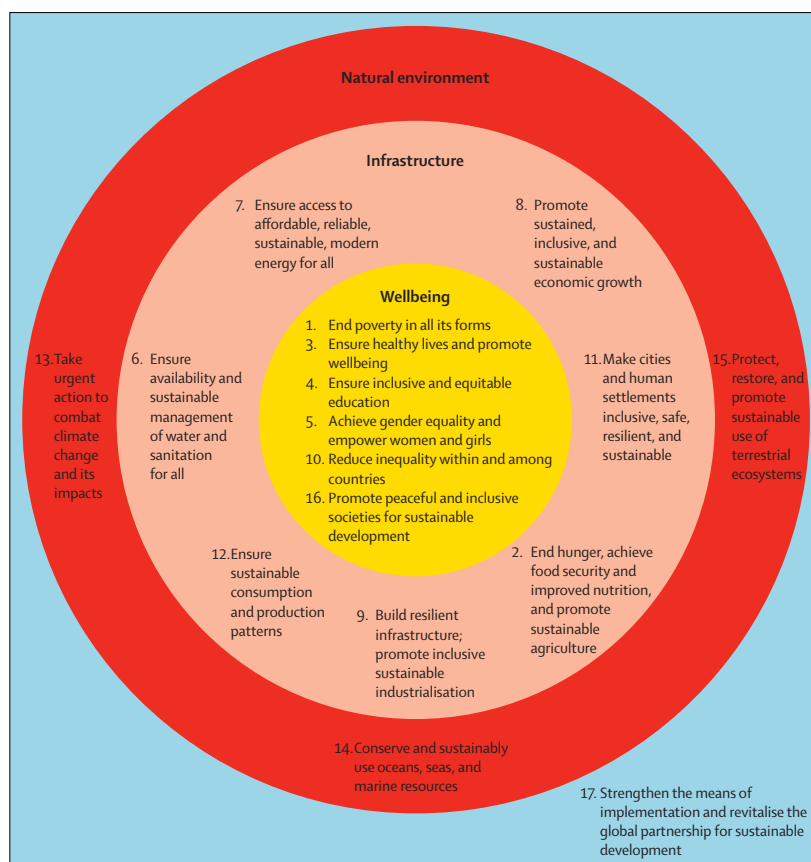 Natural environment
Infrastructure
7. Ensure access to
affordable, reliable,
sustainable, modern
energy for all
8. Promote
sustained,
inclusive, and
sustainable
economic growth
Wellbeing
1. End poverty in all its forms
3. Ensure healthy lives and promote
wellbeing
4. Ensure inclusive and equitable
education
5. Achieve gender equality and
empower women and girls
10. Reduce inequality within and among
countries
16. Promote peaceful and inclusive
societies for sustainable
development
13. Take
urgent
action to
combat
climate
change
and its
impacts
6. Ensure
availability and
sustainable
management
of water and
sanitation
for all
11. Make cities
and human
settlements
inclusive, safe,
resilient, and
sustainable
15. Protect,
restore, and
promote
sustainable
use of
terrestrial
ecosystems
12. Ensure
sustainable
consumption
and production
patterns
9. Build resilient
infrastructure;
promote inclusive
sustainable
industrialisation
2. End hunger, achieve
food security and
improved nutrition,
and promote
sustainable
agriculture
14. Conserve and sustainably
use oceans, seas, and
marine resources
17. Strengthen the means of
implementation and revitalise the
global partnership for sustainable
development